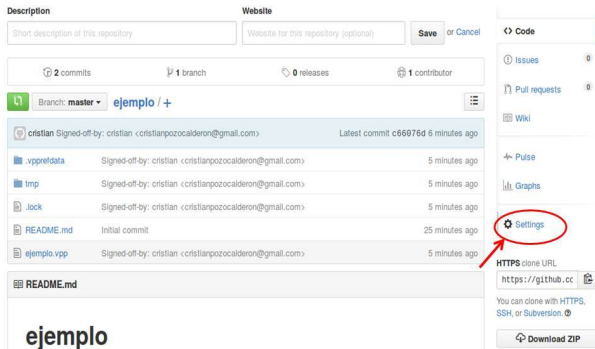 Description
Website
Short description of this repository
Website for this repository (optional)
Save or Cancel
2 commits
1 branch
0 releases
1 contributor
Branch: master
ejemplo / +
cristian Signed-off-by: cristian <cristianpozocalderon@gmail.com>
Latest commit c66076d 6 minutes ago
.vpprefdata Signed-off-by: cristian <cristianpozocalderon@gmail.com> 5 minutes ago
tmp Signed-off-by: cristian <cristianpozocalderon@gmail.com> 5 minutes ago
.lock Signed-off-by: cristian <cristianpozocalderon@gmail.com> 5 minutes ago
README.md Initial commit 25 minutes ago
ejemplo.vpp Signed-off-by: cristian <cristianpozocalderon@gmail.com> 5 minutes ago
README.md
ejemplo
<> Code
Issues 0
Pull requests 0
Wiki
Pulse
Graphs
Settings
HTTPS clone URL
https://github.cc
You can clone with HTTPS,
SSH, or Subversion.
Download ZIP